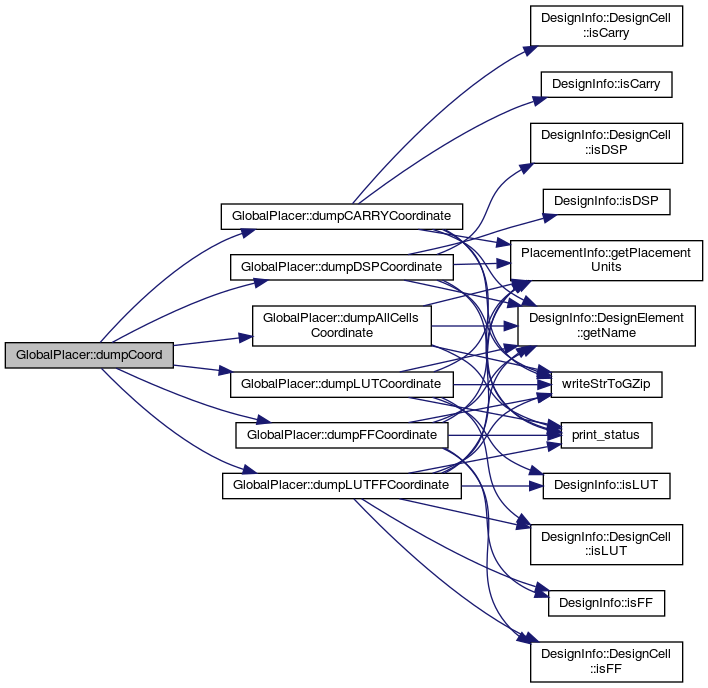 DesignInfo::DesignCell
::isCarry
DesignInfo::isCarry
DesignInfo::DesignCell
::isDSP
DesignInfo::isDSP
GlobalPlacer::dumpCARRYCoordinate
PlacementInfo::getPlacement
Units
GlobalPlacer::dumpDSPCoordinate
GlobalPlacer::dumpAllCells
Coordinate
DesignInfo::DesignElement
::getName
GlobalPlacer::dumpCoord
GlobalPlacer::dumpLUTCoordinate
writeStrToGZip
GlobalPlacer::dumpFFCoordinate
print_status
GlobalPlacer::dumpLUTFFCoordinate
DesignInfo::isLUT
DesignInfo::DesignCell
::isLUT
DesignInfo::isFF
DesignInfo::DesignCell
::isFF